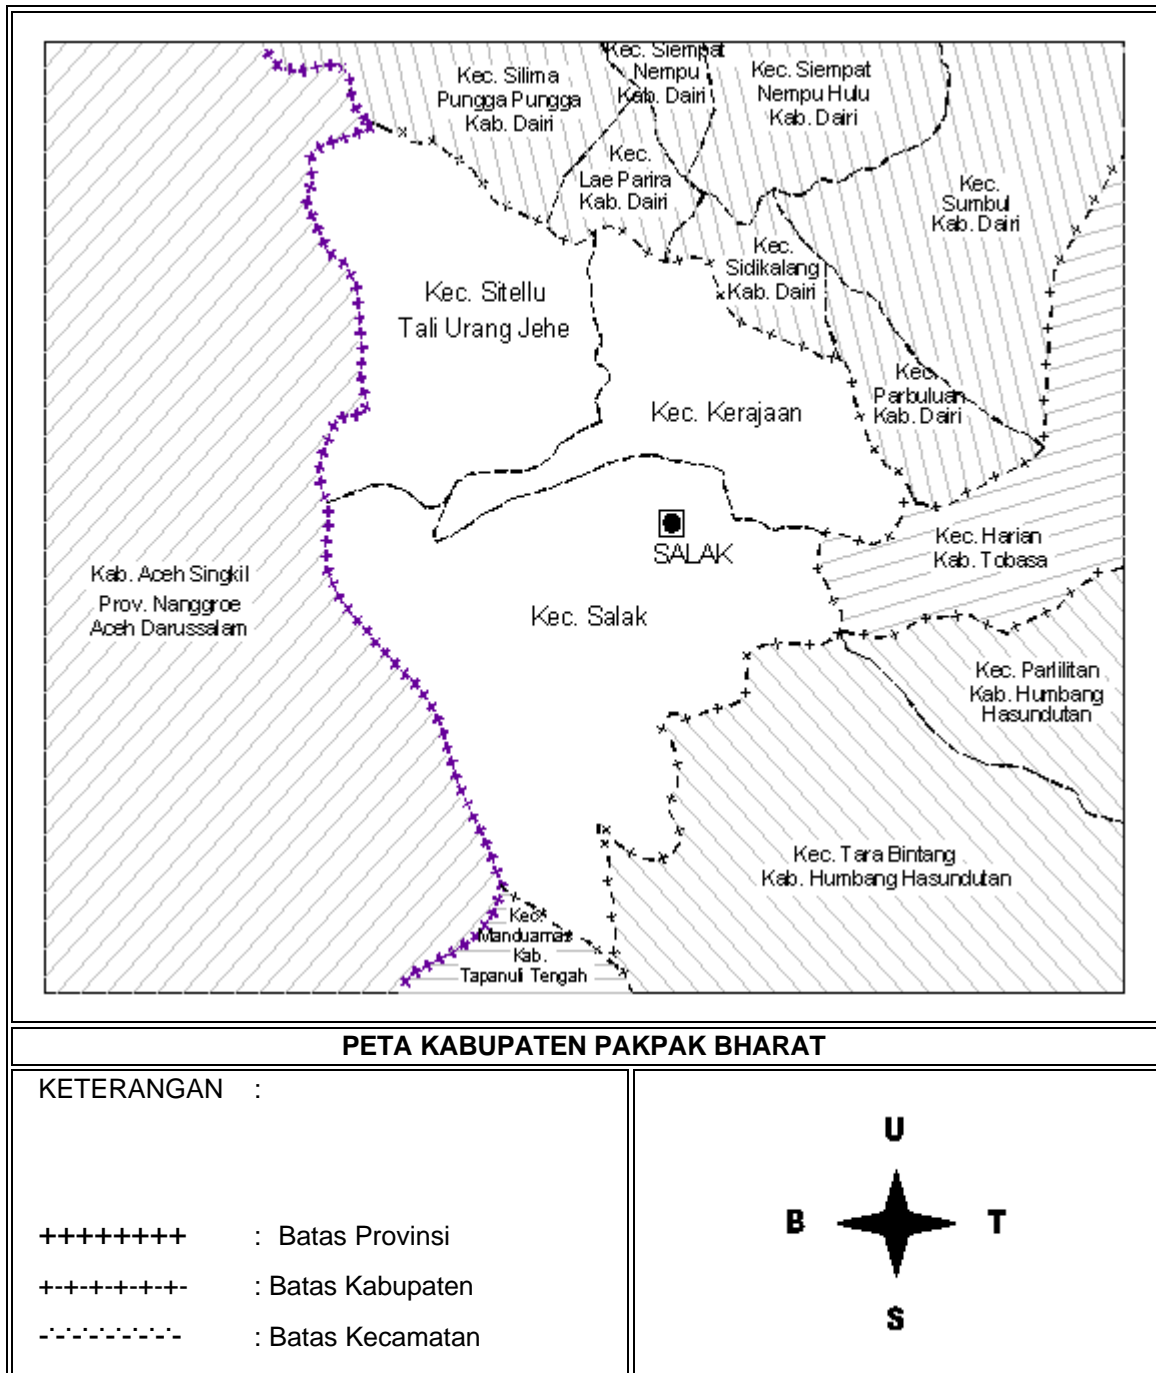 Kec. Siempat
Nempu
Kab. Dairi
Kec. Silima
Pungga Pungga
Kab. Dairi
Kec. Siempat
Nempu Hulu
Kab. Dairi
Kec.
Lae Parira
Kab. Dairi
Kec.
Sumbul
Kab. Dairi
Kec.
Sidikalang
Kab. Dairi
Kec. Sitellu
Tali Urang Jehe
Kec.
Parbuluan
Kab. Dairi
Kec. Kerajaan
SALAK
Kec. Harian
Kab. Tobasa
Kab. Aceh Singkil
Prov. Nanggroe
Aceh Darussalam
Kec. Salak
Kec. Parlilitan
Kab. Humbang
Hasundutan
Kec. Tara Bintang
Kab. Humbang Hasundutan
Kec.
Manduamas
Kab.
Tapanuli Tengah
PETA KABUPATEN PAKPAK BHARAT
KETERANGAN :
++++++++ : Batas Provinsi
+-+-+-+-+-+- : Batas Kabupaten
: Batas Kecamatan
U
B T
S